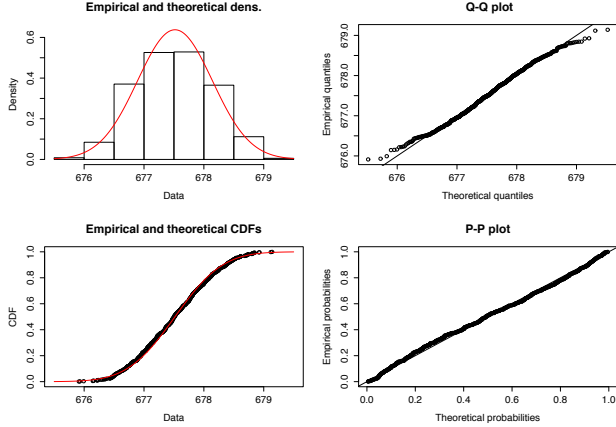 Empirical and theoretical dens.
Density
0.0 0.2 0.4 0.6
676 677 678 679
Data
Q-Q plot
Empirical quantiles
676.0 677.0 678.0 679.0
676 677 678 679
Theoretical quantiles
Empirical and theoretical CDFs
CDF
0.0 0.2 0.4 0.6 0.8 1.0
676 677 678 679
Data
P-P plot
Empirical probabilities
0.0 0.2 0.4 0.6 0.8 1.0
0.0 0.2 0.4 0.6 0.8 1.0
Theoretical probabilities